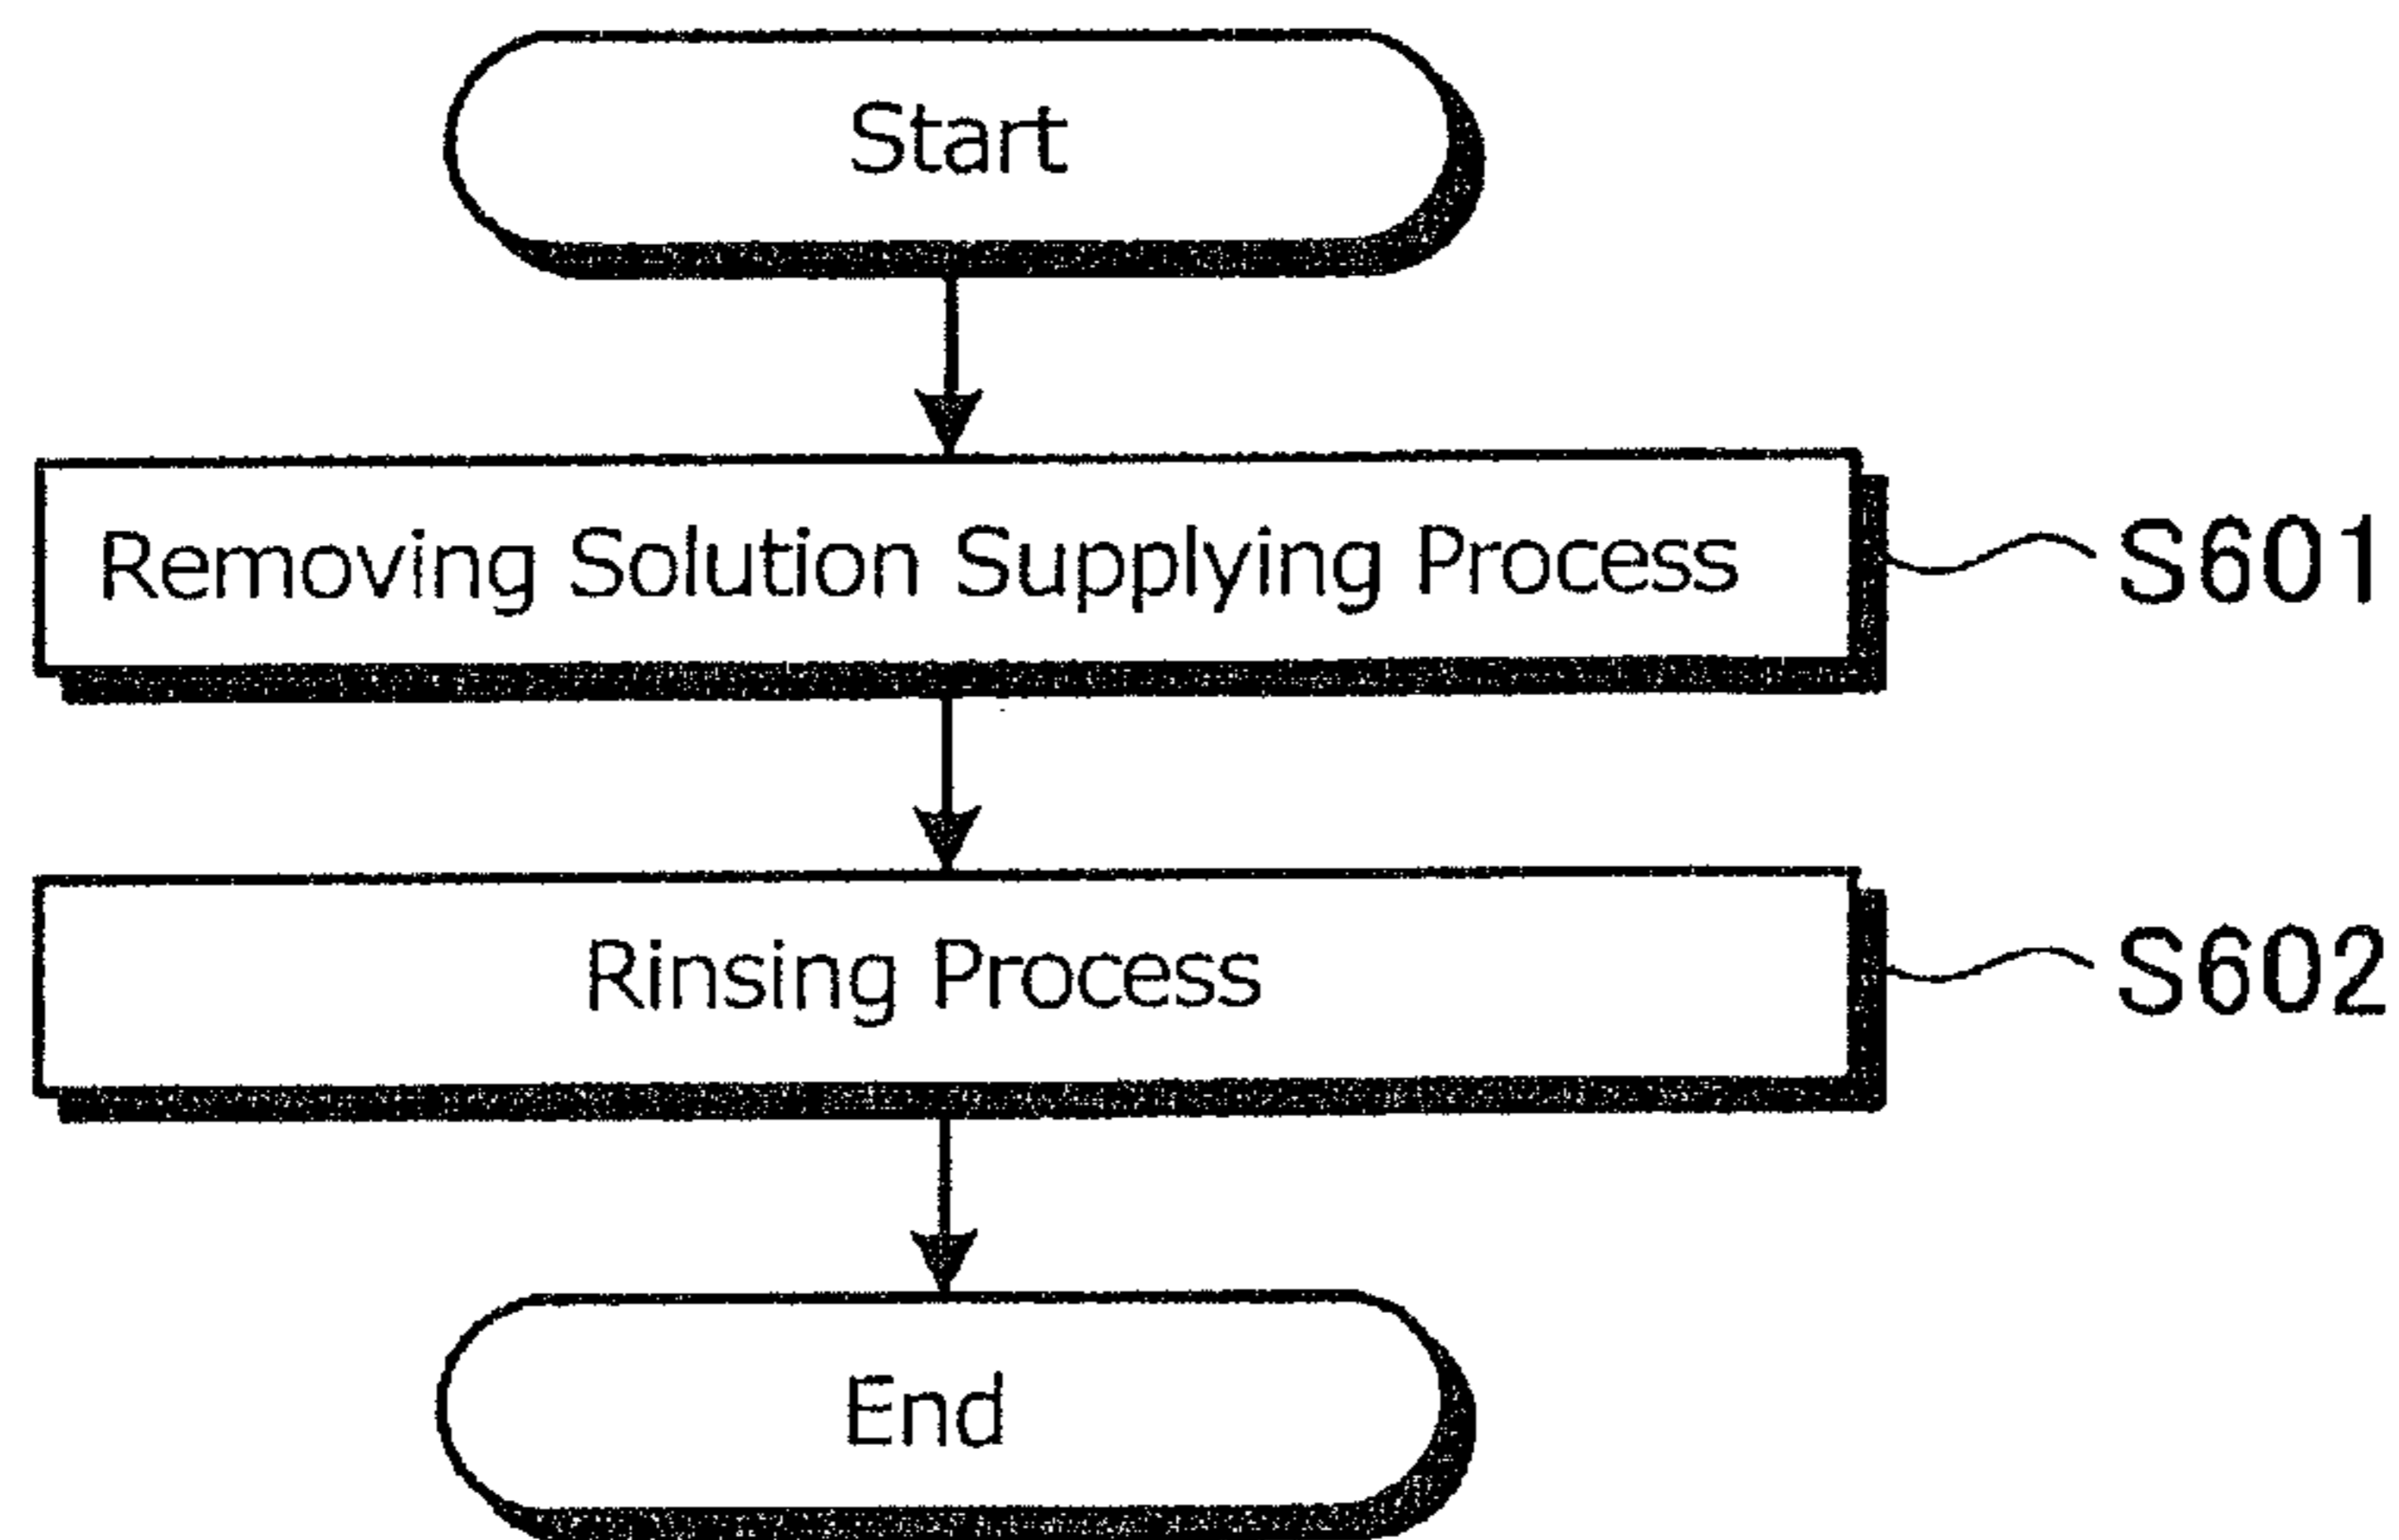 Start
Removing Solution Supplying Process
S601
Rinsing Process
S602
End